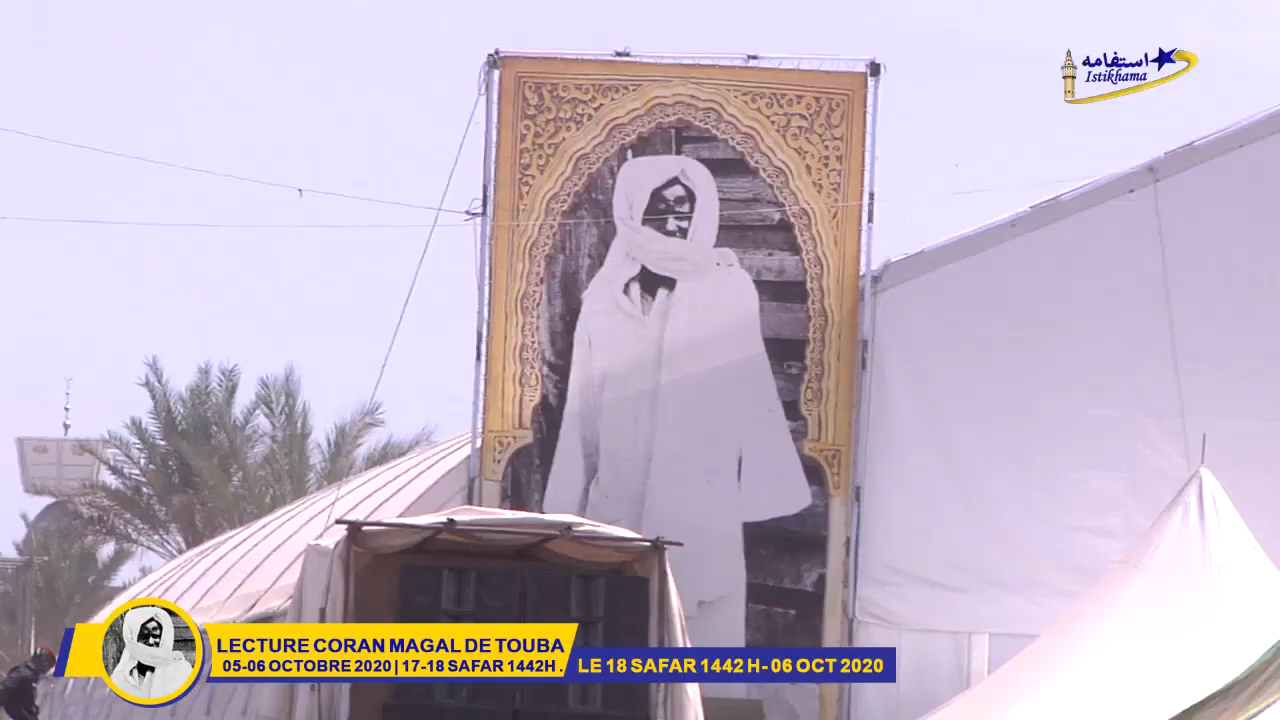 استقامه
Istikhama
LECTURE CORAN MAGAL DE TOUBA
05-06 OCTOBRE 2020 | 17-18 SAFAR 1442H .
LE 18 SAFAR 1442 H- 06 OCT 2020